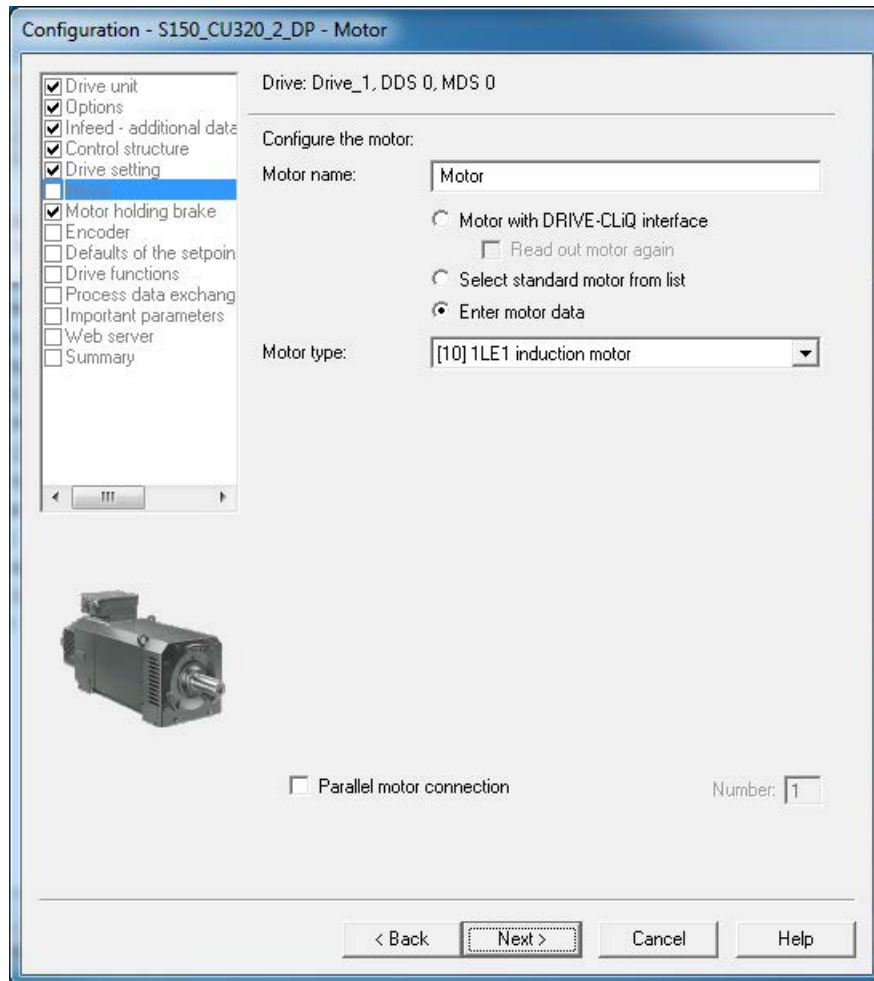 Configuration - S150_CU320_2_DP - Motor
Drive unit
Options
Infeed - additional data
Control structure
Drive setting
Motor holding brake
Encoder
Defaults of the setpoin
Drive functions
Process data exchang
Important parameters
Web server
Summary
Drive: Drive_1, DDS 0, MDS 0
Configure the motor:
Motor name: Motor
Motor with DRIVE-CLiQ interface
Read out motor again
Select standard motor from list
Enter motor data
Motor type: [10] 1LE1 induction motor
Parallel motor connection Number: 1
< Back Next > Cancel Help